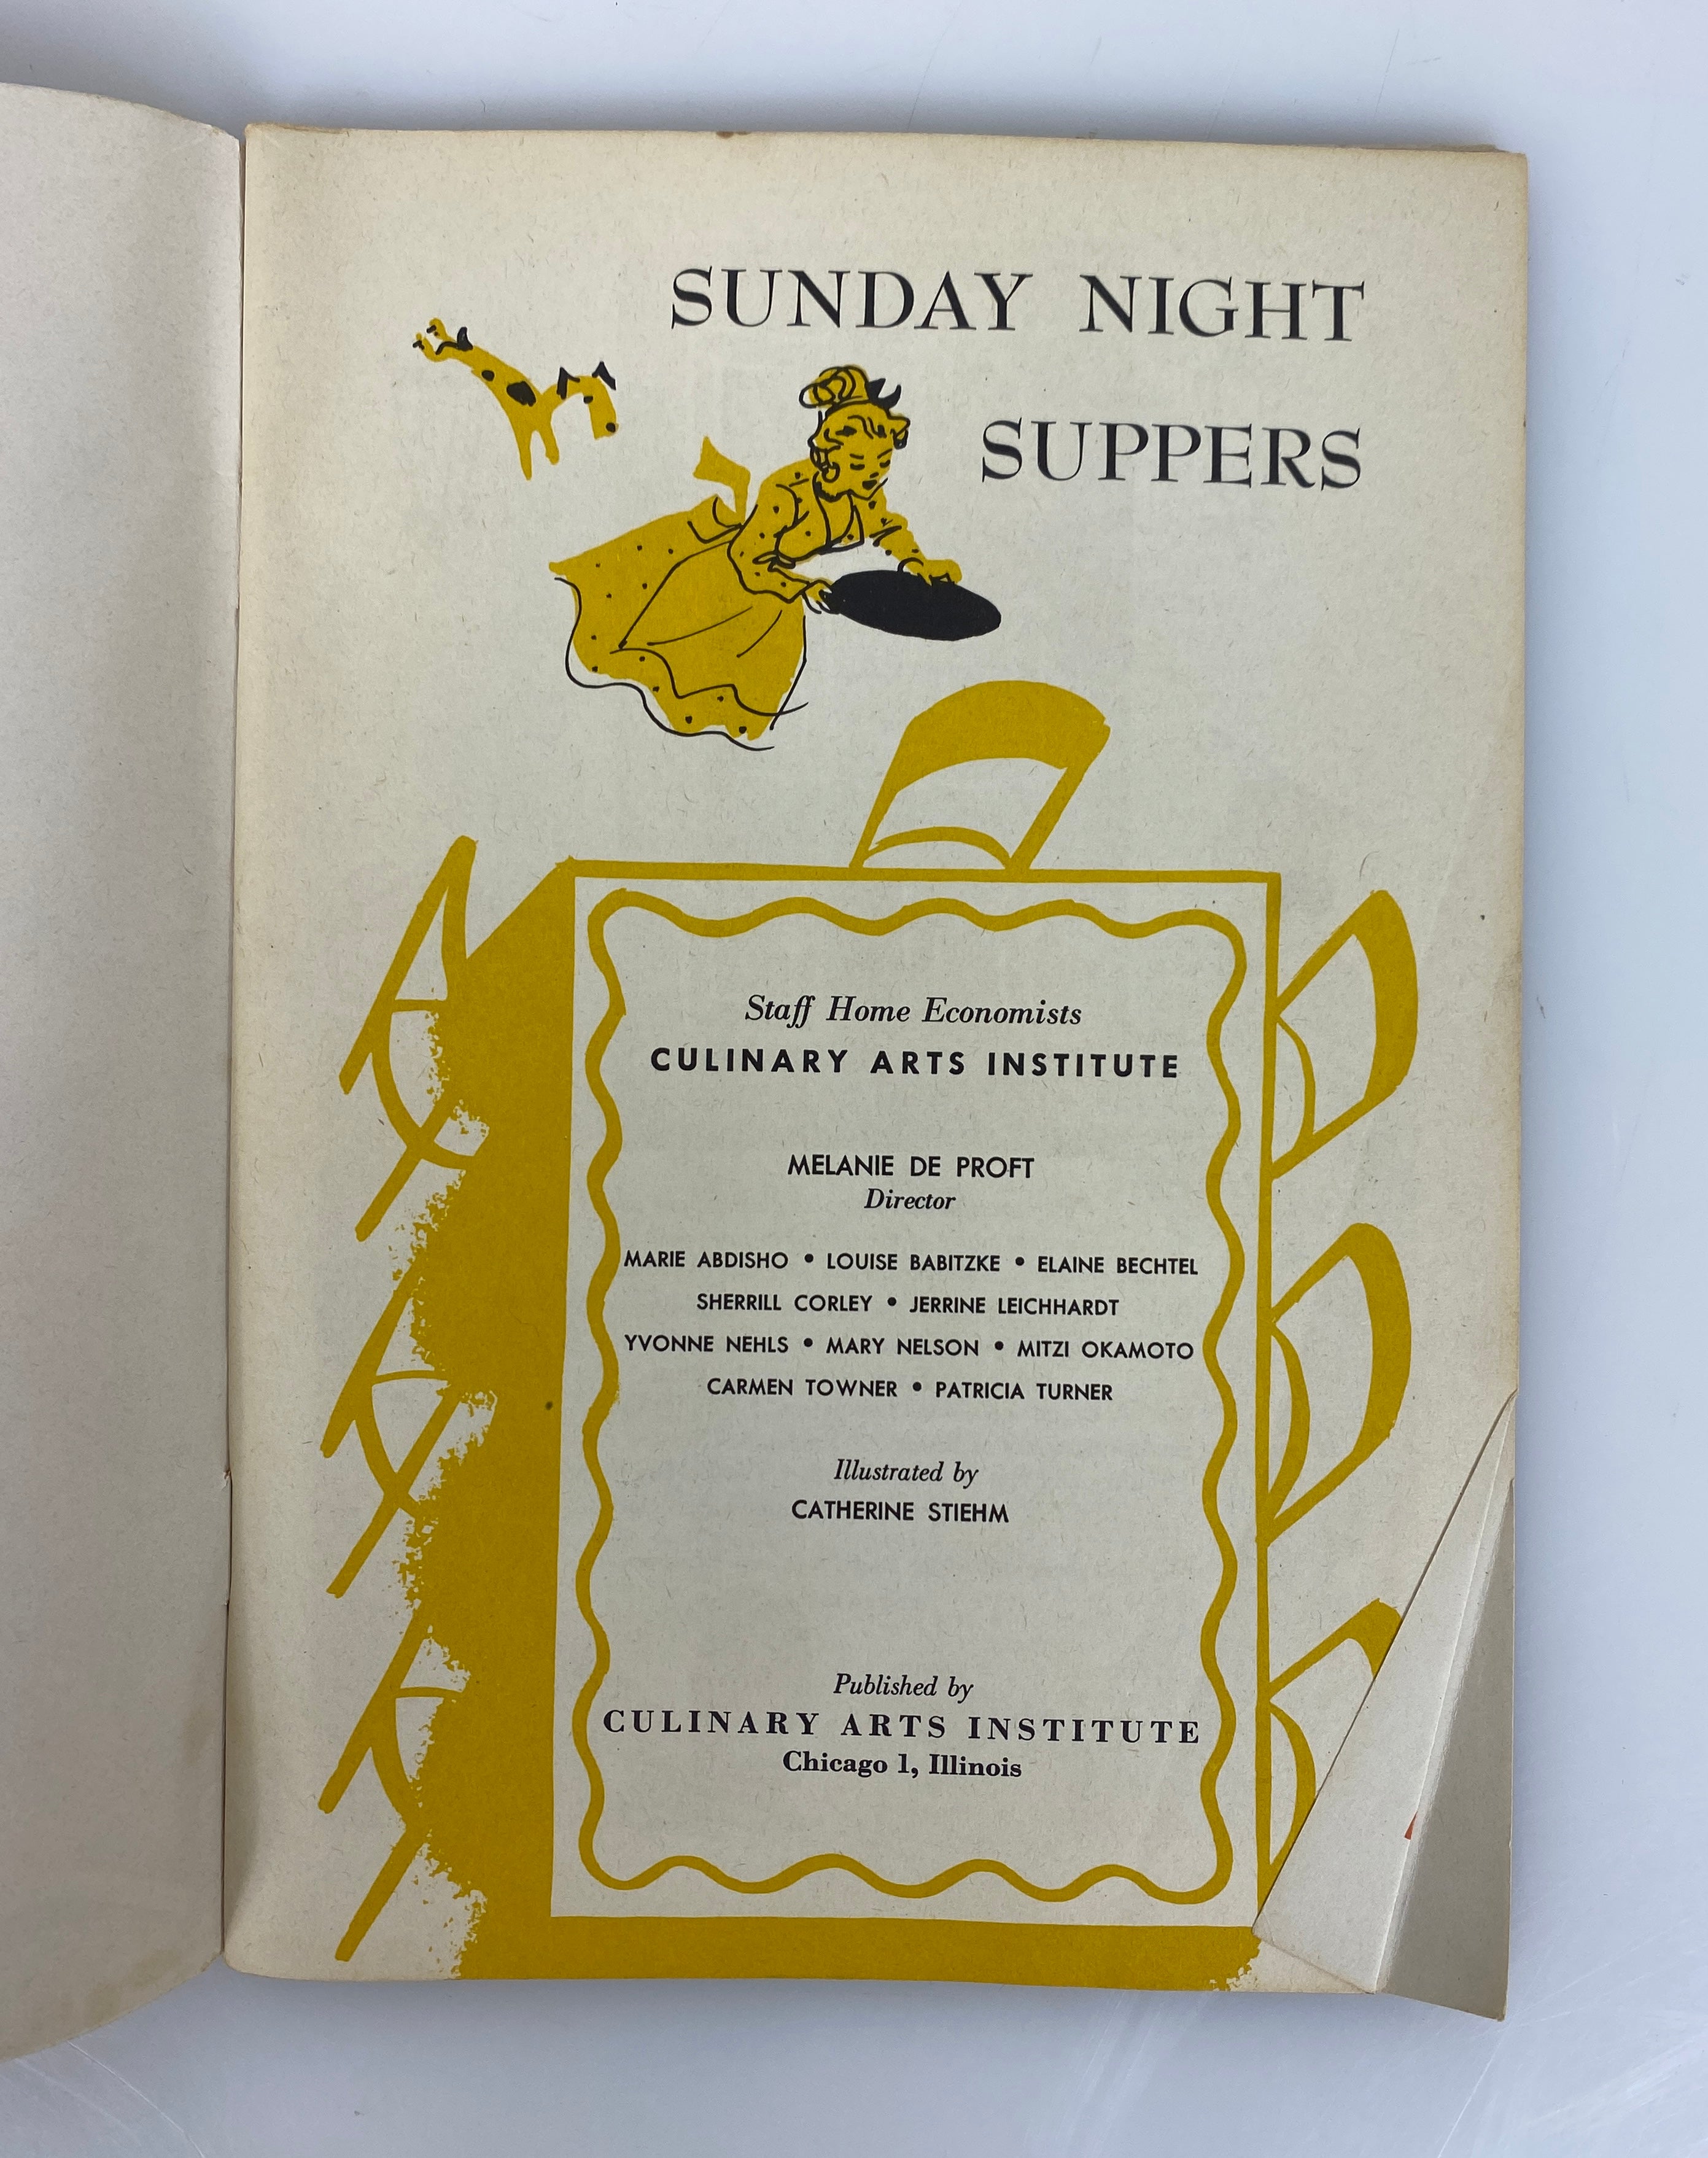 SUNDAY NIGHT
SUPPERS
Staff Home Economists
CULINARY ARTS INSTITUTE
MELANIE DE PROFT
Director
MARIE ABDISHO • LOUISE BABITZKE • ELAINE BECHTEL
SHERRILL CORLEY • JERRINE LEICHHARDT
YVONNE NEHLS • MARY NELSON • MITZI OKAMOTO
CARMEN TOWNER • PATRICIA TURNER
Illustrated by
CATHERINE STIEHM
Published by
CULINARY ARTS INSTITUTE
Chicago 1, Illinois